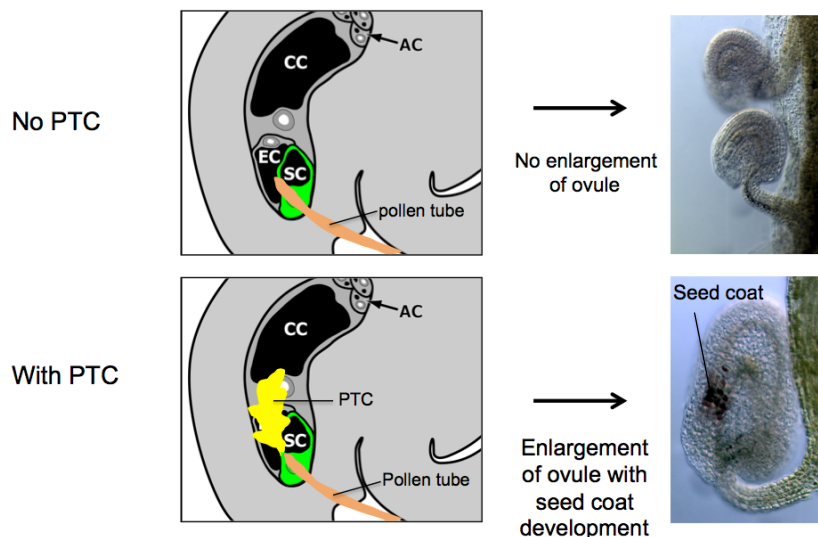 No PTC
CC
AC
EC
SC
pollen tube
No enlargement
of ovule
With PTC
CC
AC
PTC
SC
Pollen tube
Enlargement
of ovule with
seed coat
development
Seed coat